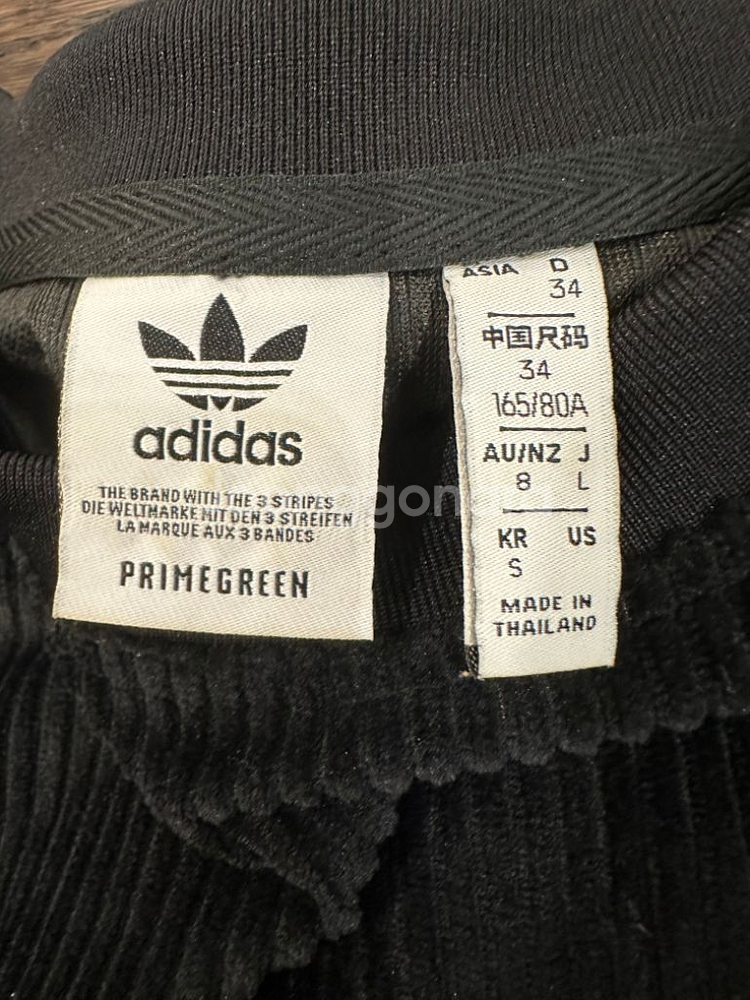 adidas
THE BRAND WITH THE 3 STRIPES
DIE WELTMARKE MIT DEN 3 STREIFEN
LA MARQUE AUX 3 BANDES
PRIMEGREEN
ASIA D
34
中国尺码
34
165/80A
AU/NZ J
8 L
KR US
S
MADE IN
THAILAND